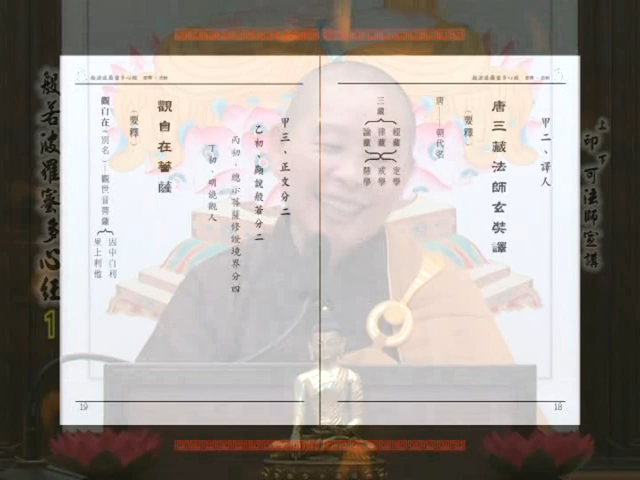 上印下可法師宣講
般若波羅蜜多心經
1
甲二、譯人
唐三藏法師玄奘譯
(要釋)
唐——朝代名
三藏
經藏 定學
律藏 戒學
論藏 慧學
18
甲三、正文分二
乙初、顯說般若分二
丙初、總示菩薩修證境界分四
丁初、明能觀人
觀自在菩薩
(要釋)
觀自在(別名)—觀世音菩薩
因中自利
果上利他
19